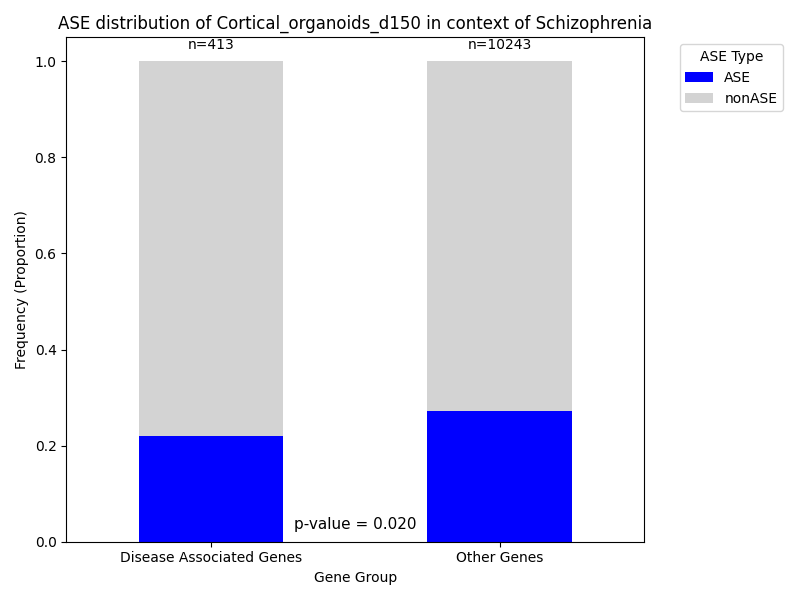 ASE distribution of Cortical_organoids_d150 in context of Schizophrenia
n=413
n=10243
ASE Type
ASE
nonASE
Frequency (Proportion)
1.0
0.8
0.6
0.4
0.2
0.0
p-value = 0.020
Disease Associated Genes
Other Genes
Gene Group